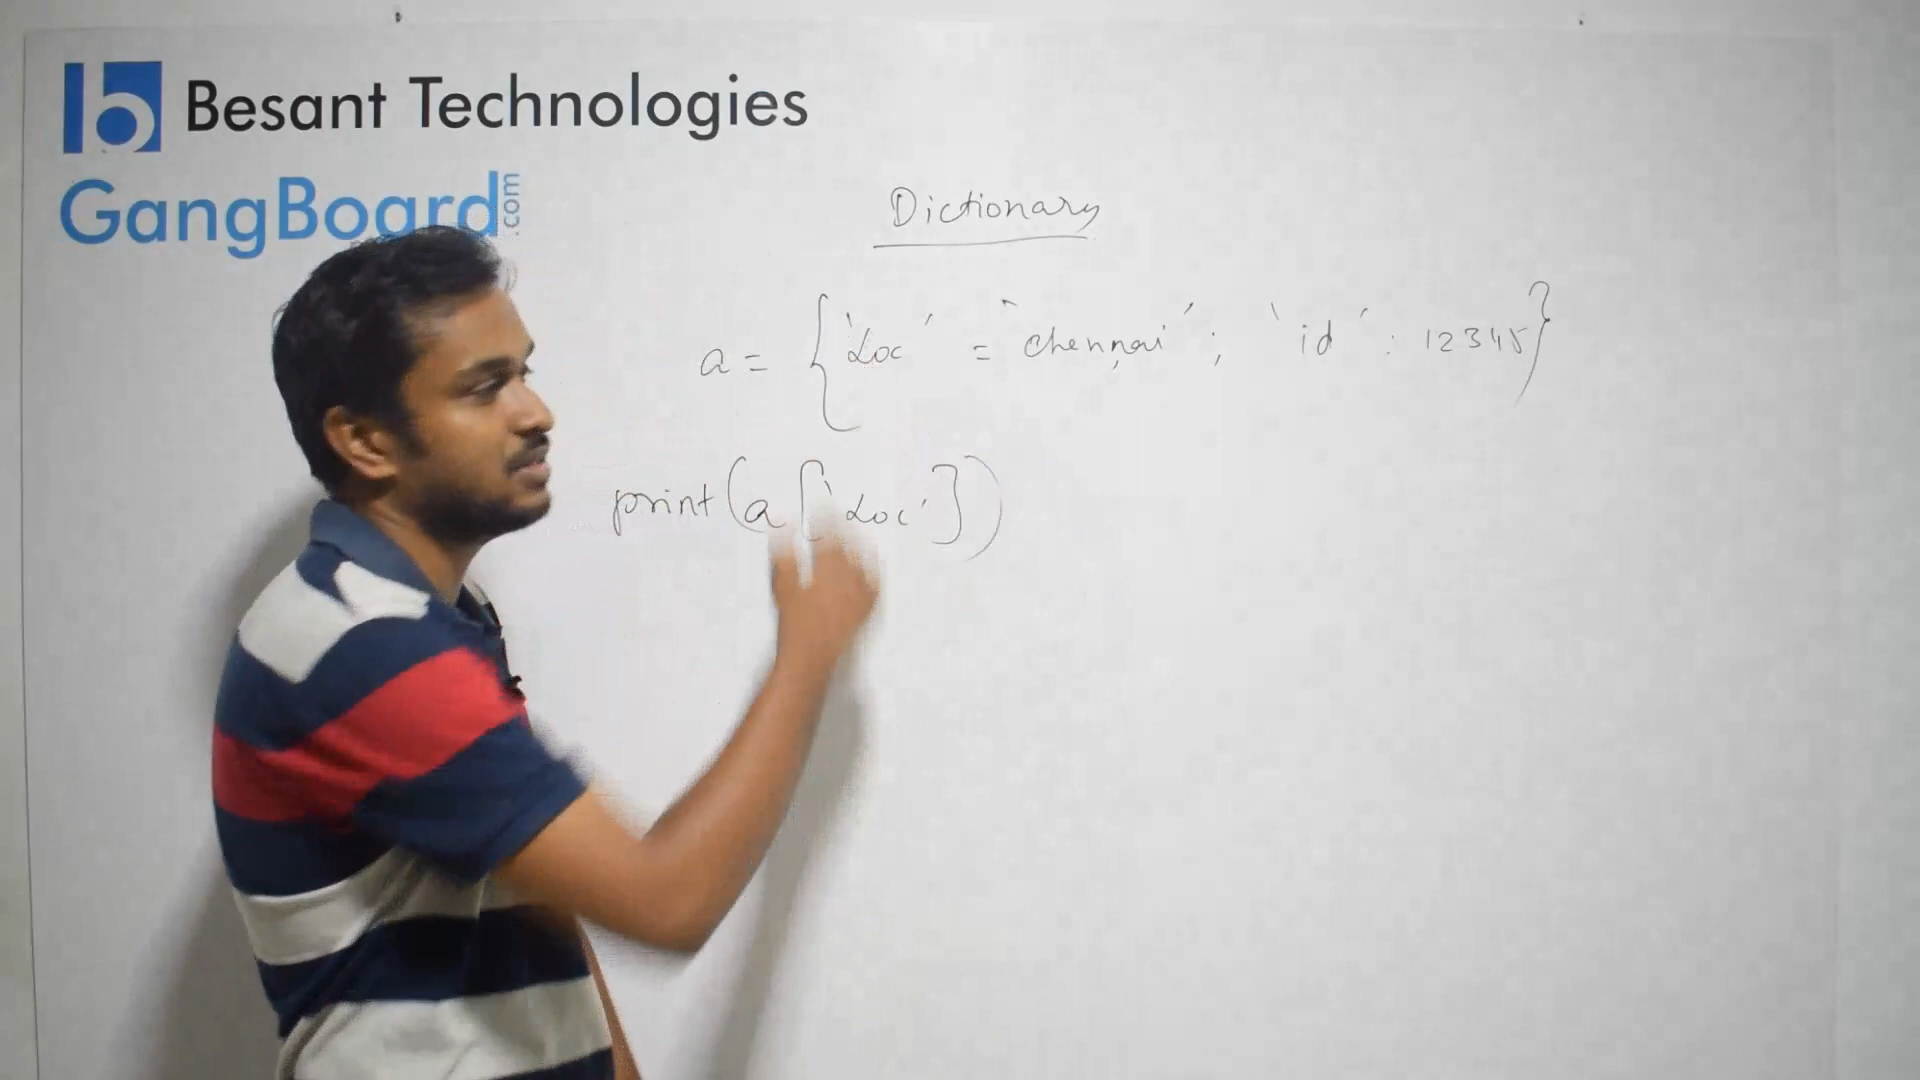 Besant Technologies
GangBoard.com
Dictionary
a = {'Loc' = 'chennai'; 'id' : 12345}
print(a['Loc'])